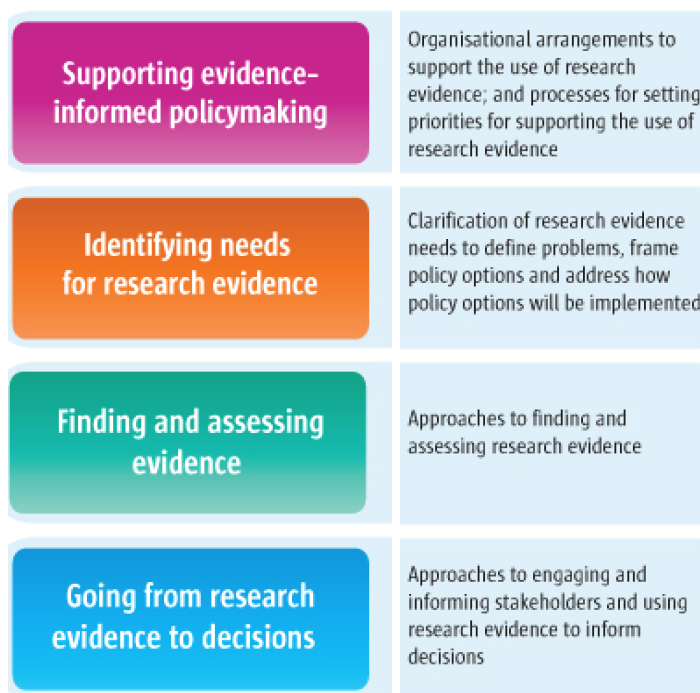 Supporting evidence–
informed policymaking
Organisational arrangements to
support the use of research
evidence; and processes for setting
priorities for supporting the use of
research evidence
Identifying needs
for research evidence
Clarification of research evidence
needs to define problems, frame
policy options and address how
policy options will be implemented
Finding and assessing
evidence
Approaches to finding and
assessing research evidence
Going from research
evidence to decisions
Approaches to engaging and
informing stakeholders and using
research evidence to inform
decisions